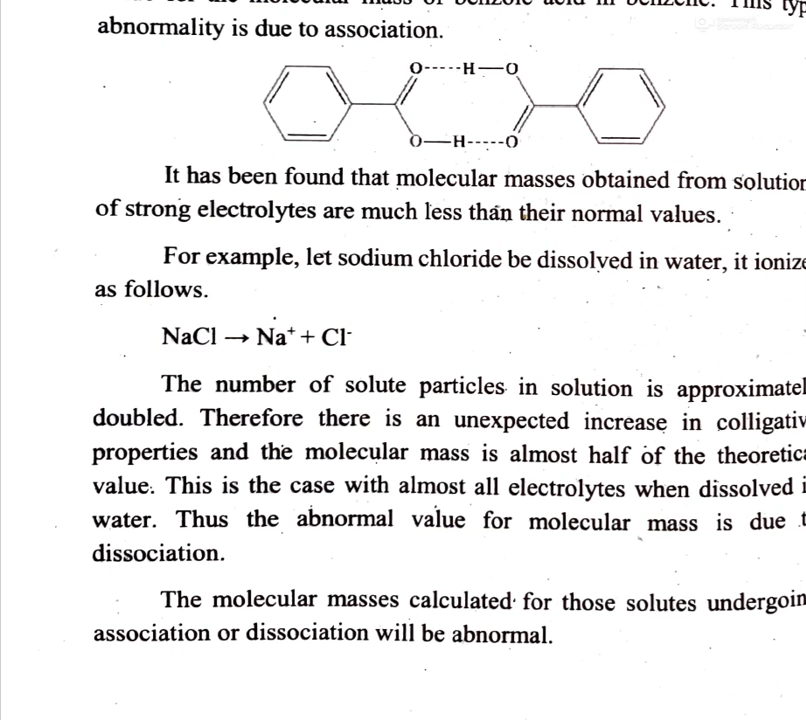 abnormality is due to association.
O-----H—O
O—H-----O
It has been found that molecular masses obtained from solution
of strong electrolytes are much less than their normal values.
For example, let sodium chloride be dissolved in water, it ionize
as follows.
NaCl → Na⁺ + Cl⁻
The number of solute particles in solution is approximatel
doubled. Therefore there is an unexpected increase in colligativ
properties and the molecular mass is almost half of the theoretica
value. This is the case with almost all electrolytes when dissolved i
water. Thus the abnormal value for molecular mass is due t
dissociation.
The molecular masses calculated for those solutes undergoin
association or dissociation will be abnormal.